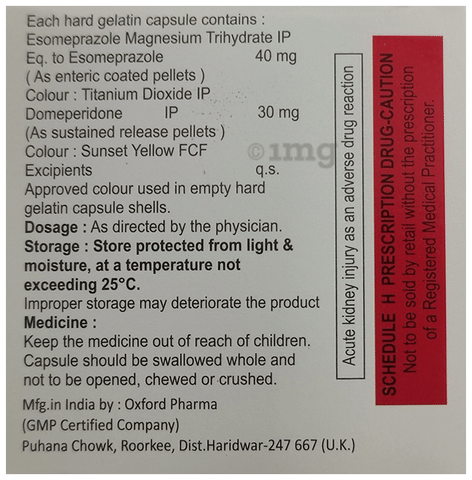 Each hard gelatin capsule contains :
Esomeprazole Magnesium Trihydrate IP
Eq. to Esomeprazole 40 mg
( As enteric coated pellets )
Colour : Titanium Dioxide IP
Domeperidone IP 30 mg
(As sustained release pellets )
Colour : Sunset Yellow FCF
Excipients q.s.
Approved colour used in empty hard
gelatin capsule shells.
Dosage : As directed by the physician.
Storage : Store protected from light &
moisture, at a temperature not
exceeding 25°C.
Improper storage may deteriorate the product
Medicine :
Keep the medicine out of reach of children.
Capsule should be swallowed whole and
not to be opened, chewed or crushed.
Mfg.in India by : Oxford Pharma
(GMP Certified Company)
Puhana Chowk, Roorkee, Dist.Haridwar-247 667 (U.K.)
Acute kidney injury as an adverse drug reaction
SCHEDULE H PRESCRIPTION DRUG-CAUTION
Not to be sold by retail without the prescription
of a Registered Medical Practitioner.
©1mg